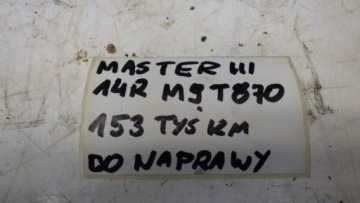 MASTER III
14R M9T870
153 TYS KM
DO NAPRAWY